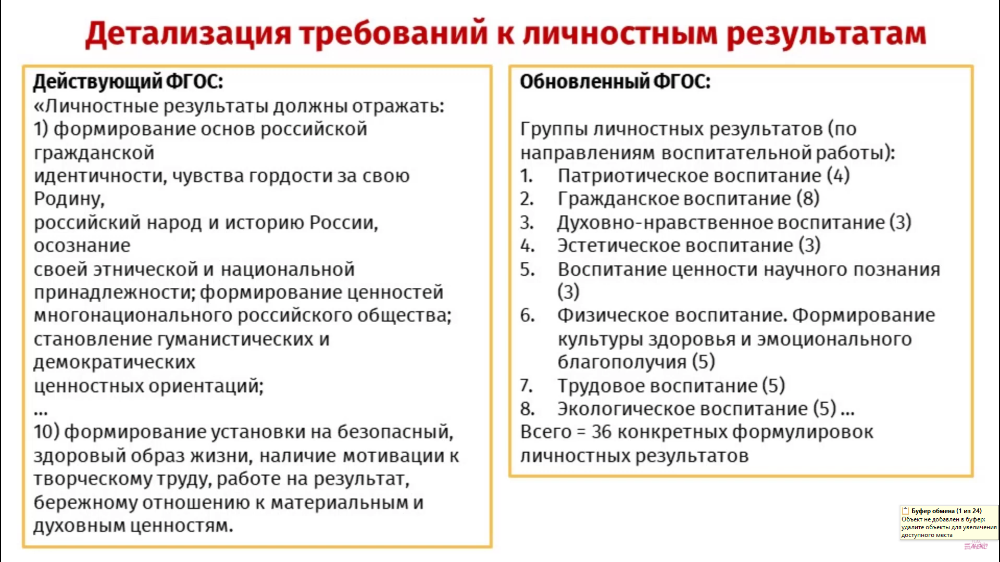 Детализация требований к личностным результатам
Действующий ФГОС:
«Личностные результаты должны отражать:
1) формирование основ российской
гражданской
идентичности, чувства гордости за свою
Родину,
российский народ и историю России,
осознание
своей этнической и национальной
принадлежности; формирование ценностей
многонационального российского общества;
становление гуманистических и
демократических
ценностных ориентаций;
...
10) формирование установки на безопасный,
здоровый образ жизни, наличие мотивации к
творческому труду, работе на результат,
бережному отношению к материальным и
духовным ценностям.
Обновленный ФГОС:
Группы личностных результатов (по
направлениям воспитательной работы):
1. Патриотическое воспитание (4)
2. Гражданское воспитание (8)
3. Духовно-нравственное воспитание (3)
4. Эстетическое воспитание (3)
5. Воспитание ценности научного познания
(3)
6. Физическое воспитание. Формирование
культуры здоровья и эмоционального
благополучия (5)
7. Трудовое воспитание (5)
8. Экологическое воспитание (5) ...
Всего = 36 конкретных формулировок
личностных результатов
Буфер обмена (1 из 24)
Объект не добавлен в буфер:
удалите объекты для увеличения
доступного места